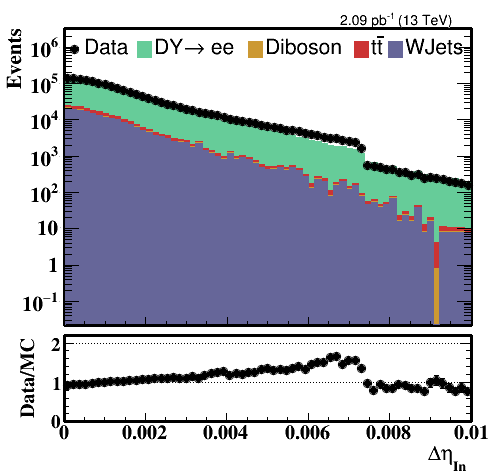 2.09 pb⁻¹ (13 TeV)
Events
Data DY→ ee Diboson tt̄ WJets
10⁶
10⁵
10⁴
10³
10²
10
1
10⁻¹
Data/MC
2
1
0
0 0.002 0.004 0.006 0.008 0.01
Δη_In